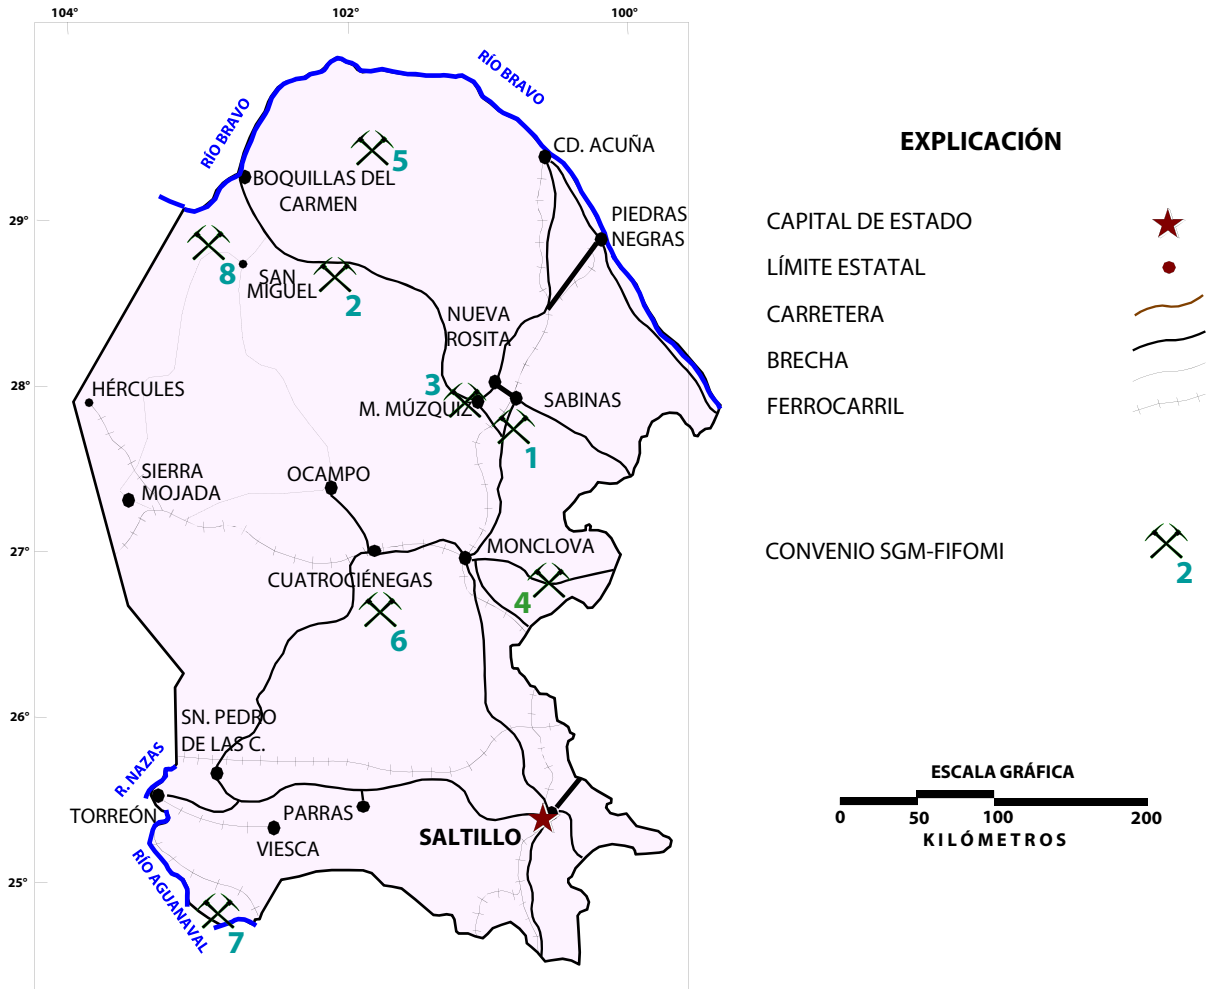 104°
102°
100°
RÍO BRAVO
RÍO BRAVO
CD. ACUÑA
5
BOQUILLAS DEL
CARMEN
EXPLICACIÓN
29°
PIEDRAS
NEGRAS
CAPITAL DE ESTADO
8
SAN
MIGUEL
2
LÍMITE ESTATAL
NUEVA
ROSITA
CARRETERA
BRECHA
28°
HÉRCULES
3
M. MÚZQUIZ
SABINAS
FERROCARRIL
1
SIERRA
MOJADA
OCAMPO
27°
MONCLOVA
CONVENIO SGM-FIFOMI
2
CUATROCIÉNEGAS
4
6
26°
SN. PEDRO
DE LAS C.
R. NAZAS
ESCALA GRÁFICA
0
50
100
200
KILÓMETROS
TORREÓN
PARRAS
SALTILLO
VIESCA
25°
RÍO AGUANAVAL
7